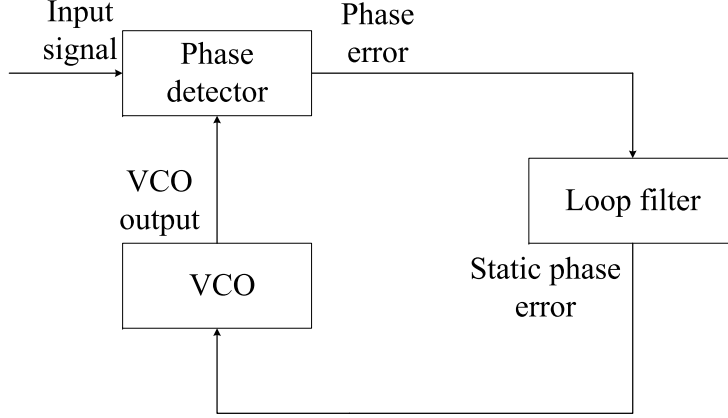 Input
signal
Phase
detector
Phase
error
Loop filter
VCO
output
VCO
Static phase
error